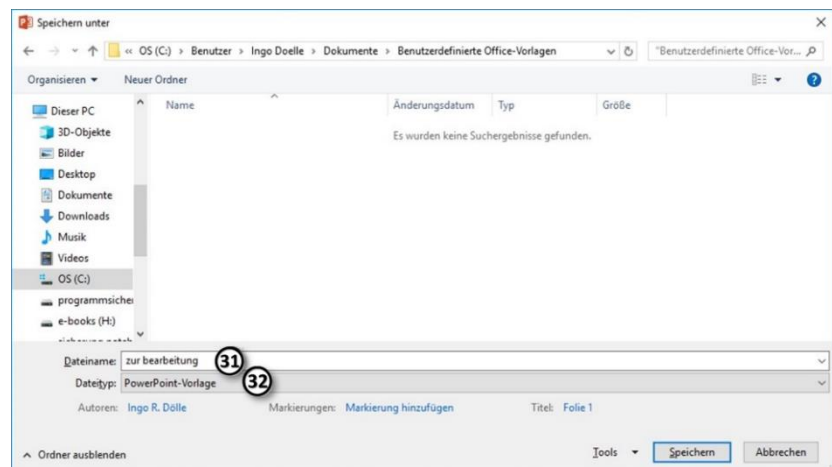 Speichern unter
« OS (C:) › Benutzer › Ingo Doelle › Dokumente › Benutzerdefinierte Office-Vorlagen
"Benutzerdefinierte Office-Vor...
Organisieren Neuer Ordner
Dieser PC
3D-Objekte
Bilder
Desktop
Dokumente
Downloads
Musik
Videos
OS (C:)
programmsicher
e-books (H:)
Name Änderungsdatum Typ Größe
Es wurden keine Suchergebnisse gefunden.
Dateiname: zur bearbeitung 31
Dateityp: PowerPoint-Vorlage 32
Autoren: Ingo R. Dölle Markierungen: Markierung hinzufügen Titel: Folie 1
Ordner ausblenden Tools Speichern Abbrechen